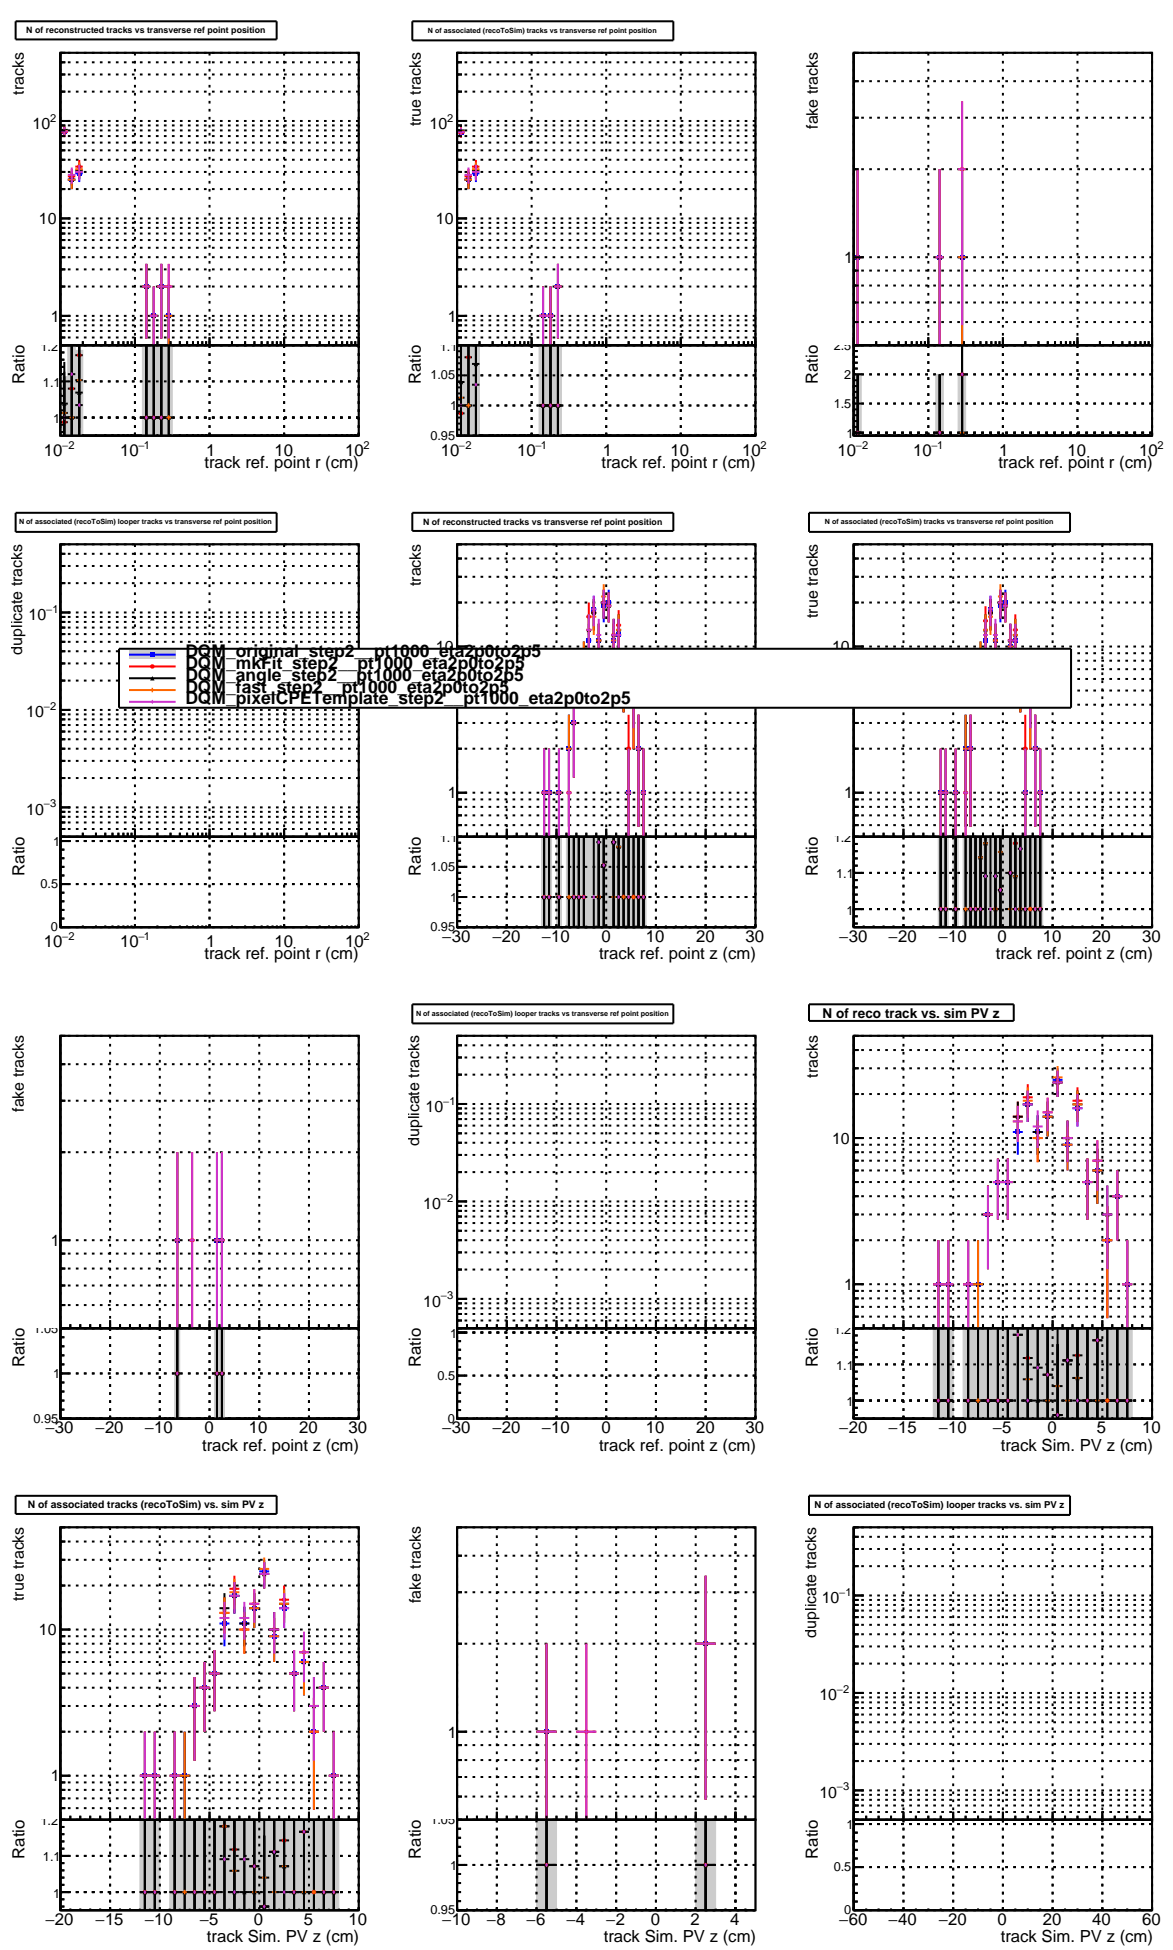 N of reconstructed tracks vs transverse ref point position
tracks
10²
10
1
Ratio
1.2
1.1
1
10⁻² 10⁻¹ 1 10 10²
track ref. point r (cm)
N of associated (recoToSim) tracks vs transverse ref point position
true tracks
10²
10
1
Ratio
1.1
1.05
1
0.95
10⁻² 10⁻¹ 1 10 10²
track ref. point r (cm)
fake tracks
1
Ratio
2.5
2
1.5
1
10⁻² 10⁻¹ 1 10 10²
track ref. point r (cm)
N of associated (recoToSim) looper tracks vs transverse ref point position
duplicate tracks
10⁻¹
10⁻²
10⁻³
Ratio
1
0.5
0
10⁻² 10⁻¹ 1 10 10²
track ref. point r (cm)
N of reconstructed tracks vs transverse ref point position
tracks
10
1
Ratio
1.1
1.05
1
0.95
−30 −20 −10 0 10 20 30
track ref. point z (cm)
N of associated (recoToSim) tracks vs transverse ref point position
true tracks
10
1
Ratio
1.2
1.1
1
−30 −20 −10 0 10 20 30
track ref. point z (cm)
DQM_original_step2__pt1000_eta2p0to2p5
DQM_mkFit_step2__pt1000_eta2p0to2p5
DQM_angle_step2__pt1000_eta2p0to2p5
DQM_fast_step2__pt1000_eta2p0to2p5
DQM_pixelCPETemplate_step2__pt1000_eta2p0to2p5
fake tracks
1
Ratio
1.05
1
0.95
−30 −20 −10 0 10 20 30
track ref. point z (cm)
N of associated (recoToSim) looper tracks vs transverse ref point position
duplicate tracks
10⁻¹
10⁻²
10⁻³
Ratio
1
0.5
0
−30 −20 −10 0 10 20 30
track ref. point z (cm)
N of reco track vs. sim PV z
tracks
10
1
Ratio
1.2
1.1
1
−20 −15 −10 −5 0 5 10
track Sim. PV z (cm)
N of associated tracks (recoToSim) vs. sim PV z
true tracks
10
1
Ratio
1.2
1.1
1
−20 −15 −10 −5 0 5 10
track Sim. PV z (cm)
fake tracks
1
Ratio
1.05
1
0.95
−10 −8 −6 −4 −2 0 2 4
track Sim. PV z (cm)
N of associated (recoToSim) looper tracks vs. sim PV z
duplicate tracks
10⁻¹
10⁻²
10⁻³
Ratio
1
0.5
0
−60 −40 −20 0 20 40 60
track Sim. PV z (cm)